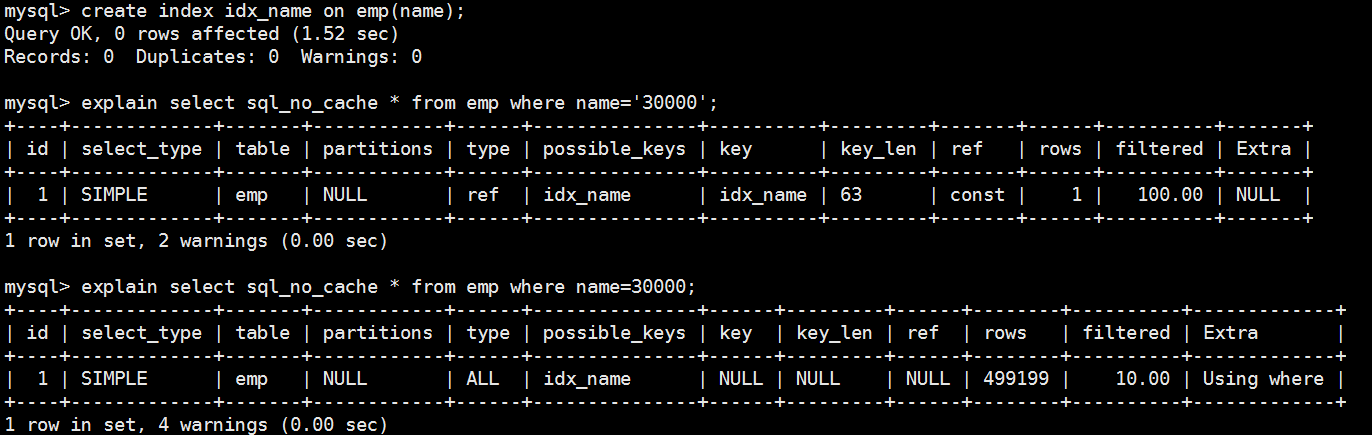 mysql> create index idx_name on emp(name);
Query OK, 0 rows affected (1.52 sec)
Records: 0  Duplicates: 0  Warnings: 0

mysql> explain select sql_no_cache * from emp where name='30000';
+----+-------------+-------+------------+------+---------------+----------+---------+-------+------+----------+-------+
| id | select_type | table | partitions | type | possible_keys | key      | key_len | ref   | rows | filtered | Extra |
+----+-------------+-------+------------+------+---------------+----------+---------+-------+------+----------+-------+
|  1 | SIMPLE      | emp   | NULL       | ref  | idx_name      | idx_name | 63      | const |    1 |   100.00 | NULL  |
+----+-------------+-------+------------+------+---------------+----------+---------+-------+------+----------+-------+
1 row in set, 2 warnings (0.00 sec)

mysql> explain select sql_no_cache * from emp where name=30000;
+----+-------------+-------+------------+------+---------------+------+---------+------+--------+----------+-------------+
| id | select_type | table | partitions | type | possible_keys | key  | key_len | ref  | rows   | filtered | Extra       |
+----+-------------+-------+------------+------+---------------+------+---------+------+--------+----------+-------------+
|  1 | SIMPLE      | emp   | NULL       | ALL  | idx_name      | NULL | NULL    | NULL | 499199 |    10.00 | Using where |
+----+-------------+-------+------------+------+---------------+------+---------+------+--------+----------+-------------+
1 row in set, 4 warnings (0.00 sec)